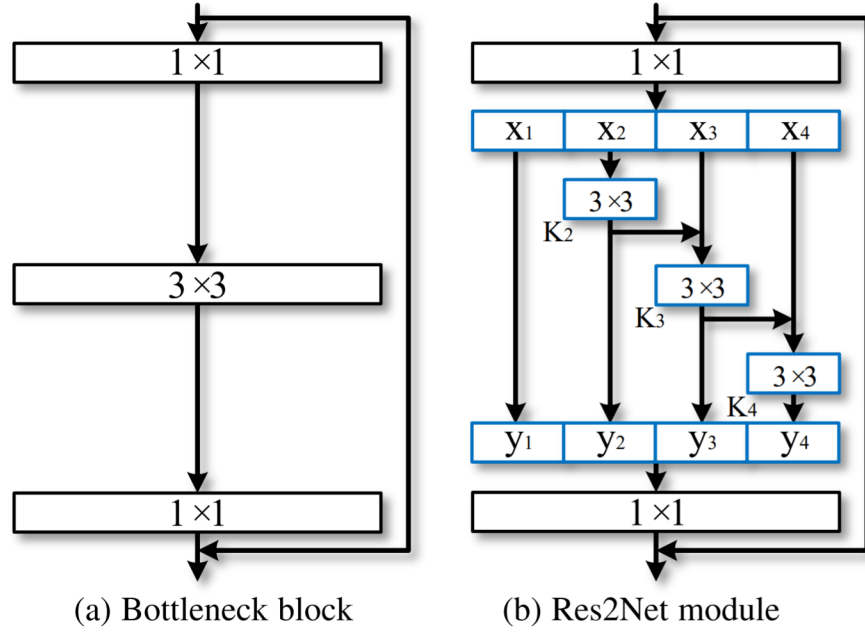 1×1
3×3
1×1
(a) Bottleneck block
1×1
x1 x2 x3 x4
3×3
K2
3×3
K3
3×3
K4
y1 y2 y3 y4
1×1
(b) Res2Net module